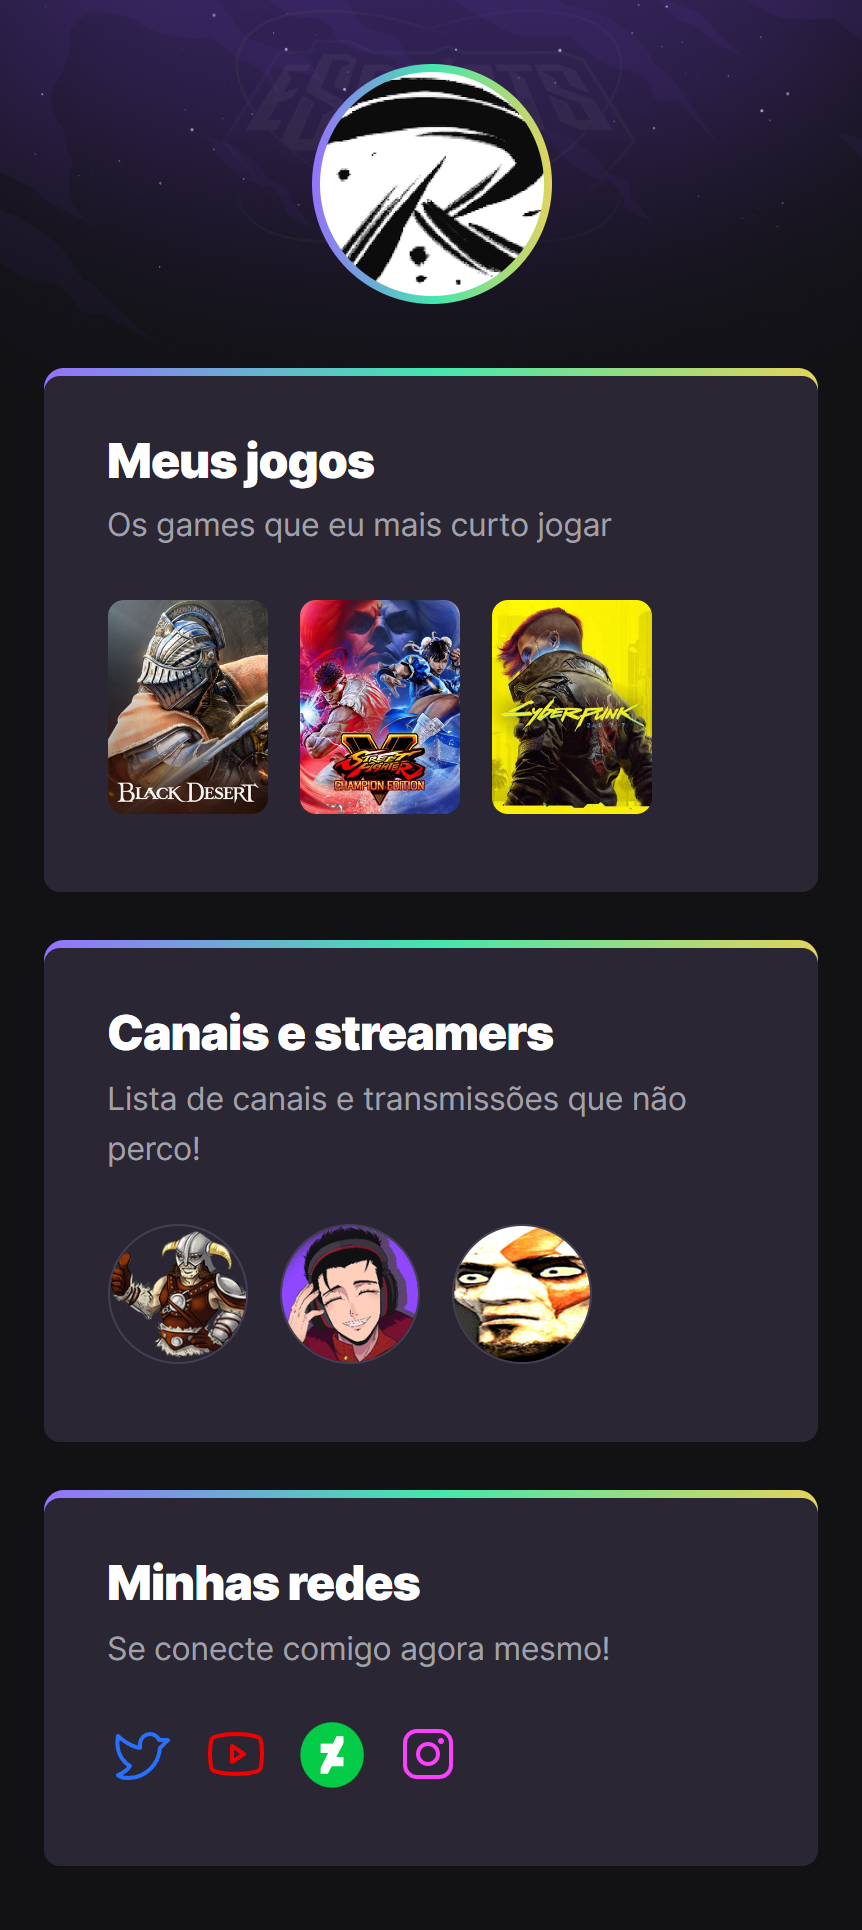 ESPORTS
R
Meus jogos
Os games que eu mais curto jogar
BLACK DESERT
V
STREET
FIGHTER
CHAMPION EDITION
CYBERPUNK
Canais e streamers
Lista de canais e transmissões que não
perco!
Minhas redes
Se conecte comigo agora mesmo!